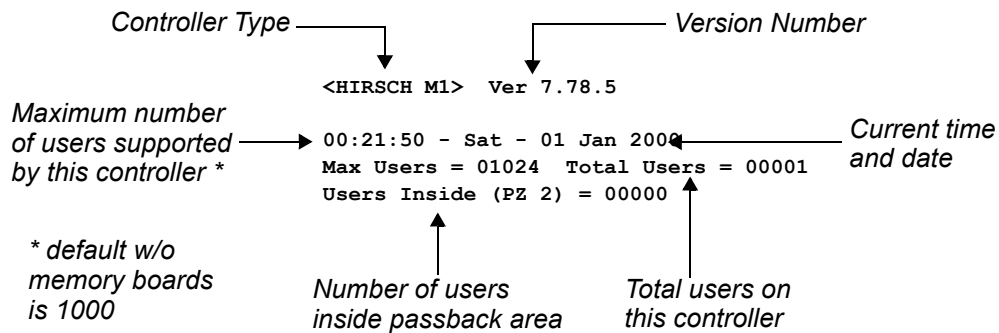 Controller Type
Version Number
<HIRSCH M1>  Ver 7.78.5
Maximum number
of users supported
by this controller *
00:21:50 - Sat - 01 Jan 2000
Max Users = 01024  Total Users = 00001
Users Inside (PZ 2) = 00000
Current time
and date
* default w/o
memory boards
is 1000
Number of users
inside passback area
Total users on
this controller